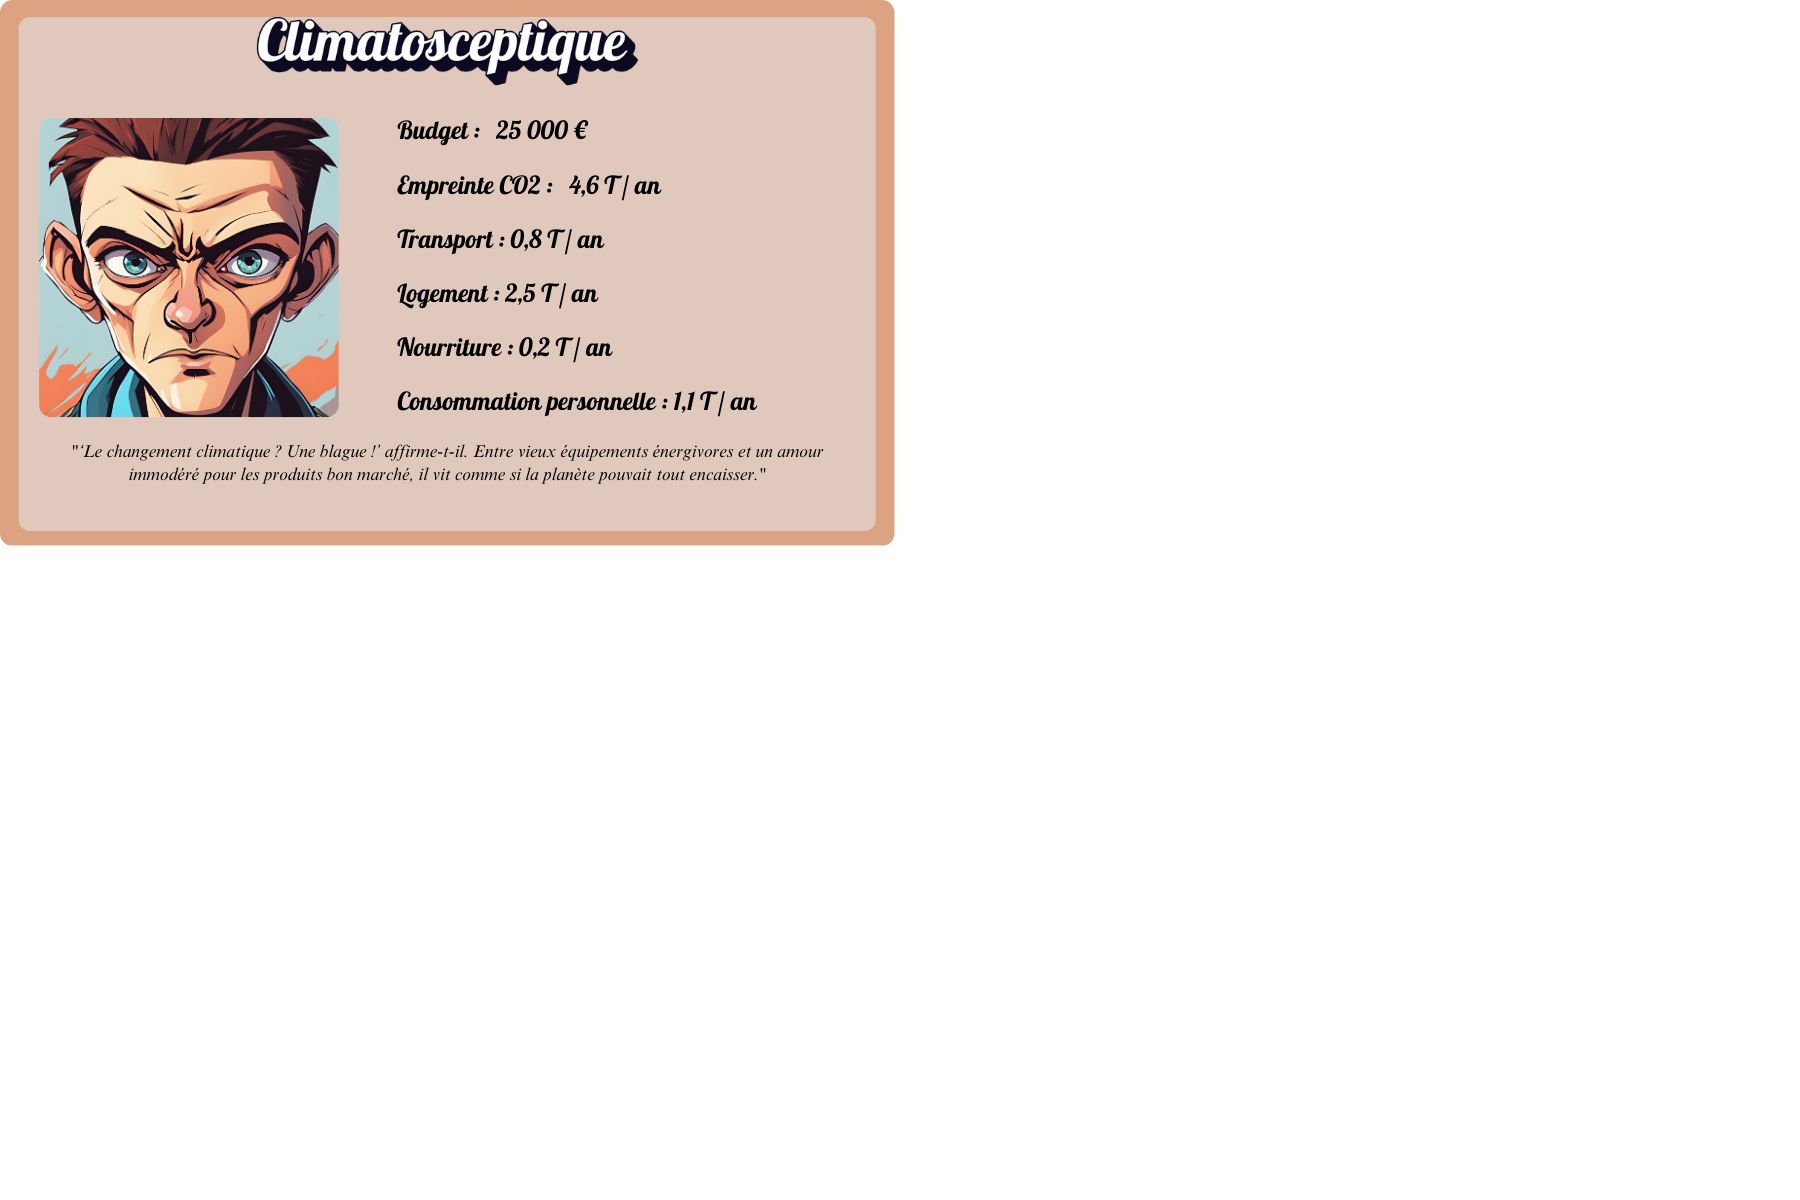 Climatosceptique
Budget : 25 000 €
Empreinte CO2 : 4,6 T/ an
Transport : 0,8 T/ an
Logement : 2,5 T/ an
Nourriture : 0,2 T/ an
Consommation personnelle : 1,1 T/ an
"‘Le changement climatique ? Une blague !’ affirme-t-il. Entre vieux équipements énergivores et un amour
immodéré pour les produits bon marché, il vit comme si la planète pouvait tout encaisser."